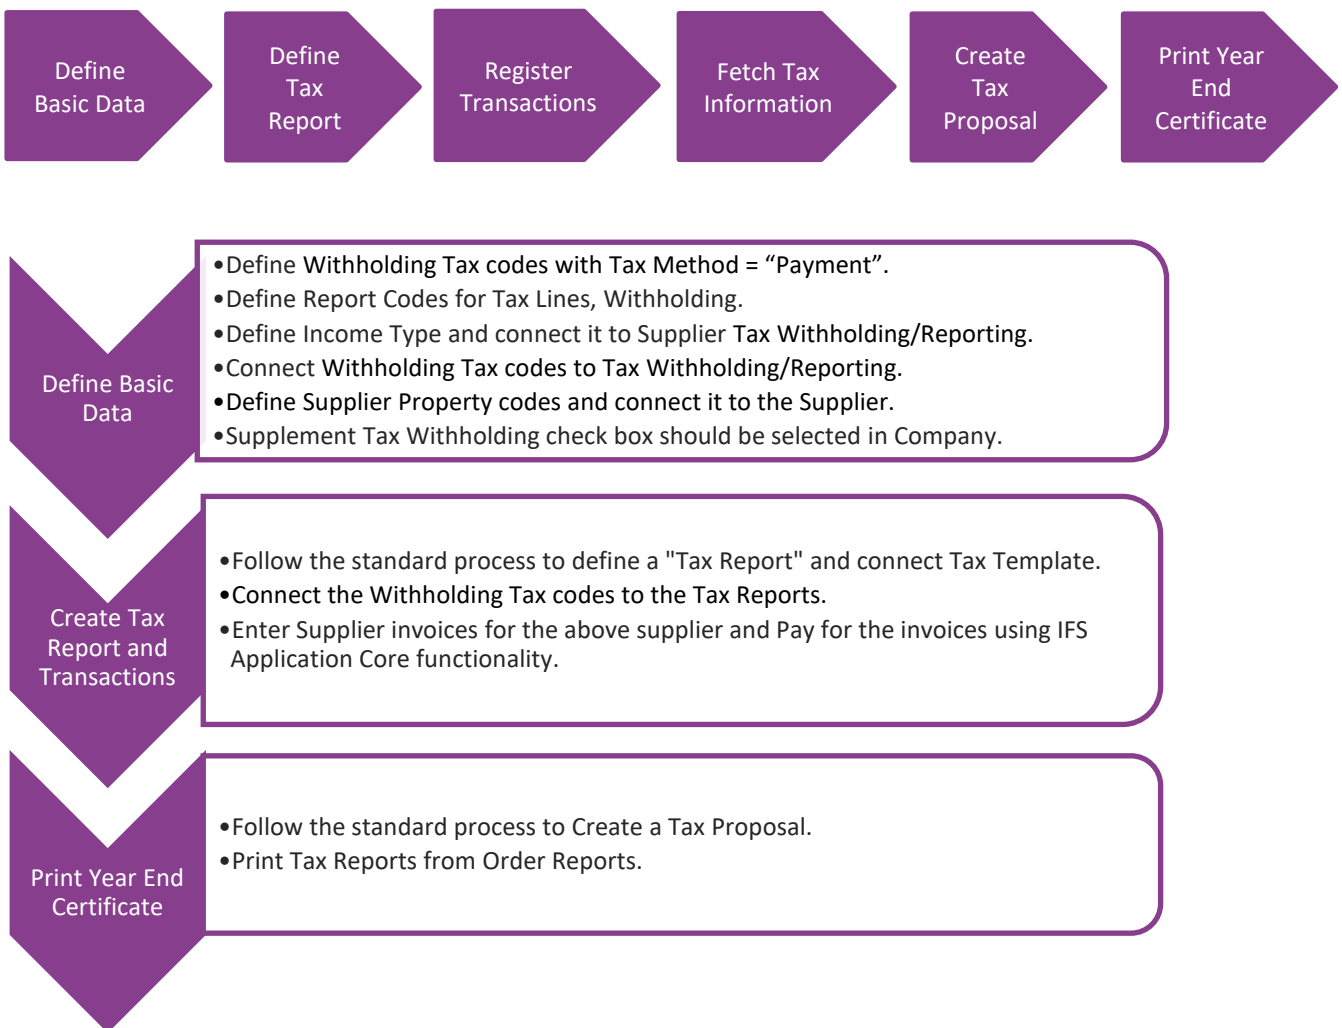 Define
Basic Data
Define
Tax
Report
Register
Transactions
Fetch Tax
Information
Create
Tax
Proposal
Print Year
End
Certificate
Define Basic
Data
•Define Withholding Tax codes with Tax Method = “Payment”.
•Define Report Codes for Tax Lines, Withholding.
•Define Income Type and connect it to Supplier Tax Withholding/Reporting.
•Connect Withholding Tax codes to Tax Withholding/Reporting.
•Define Supplier Property codes and connect it to the Supplier.
•Supplement Tax Withholding check box should be selected in Company.
Create Tax
Report and
Transactions
•Follow the standard process to define a "Tax Report" and connect Tax Template.
•Connect the Withholding Tax codes to the Tax Reports.
•Enter Supplier invoices for the above supplier and Pay for the invoices using IFS
Application Core functionality.
Print Year End
Certificate
•Follow the standard process to Create a Tax Proposal.
•Print Tax Reports from Order Reports.